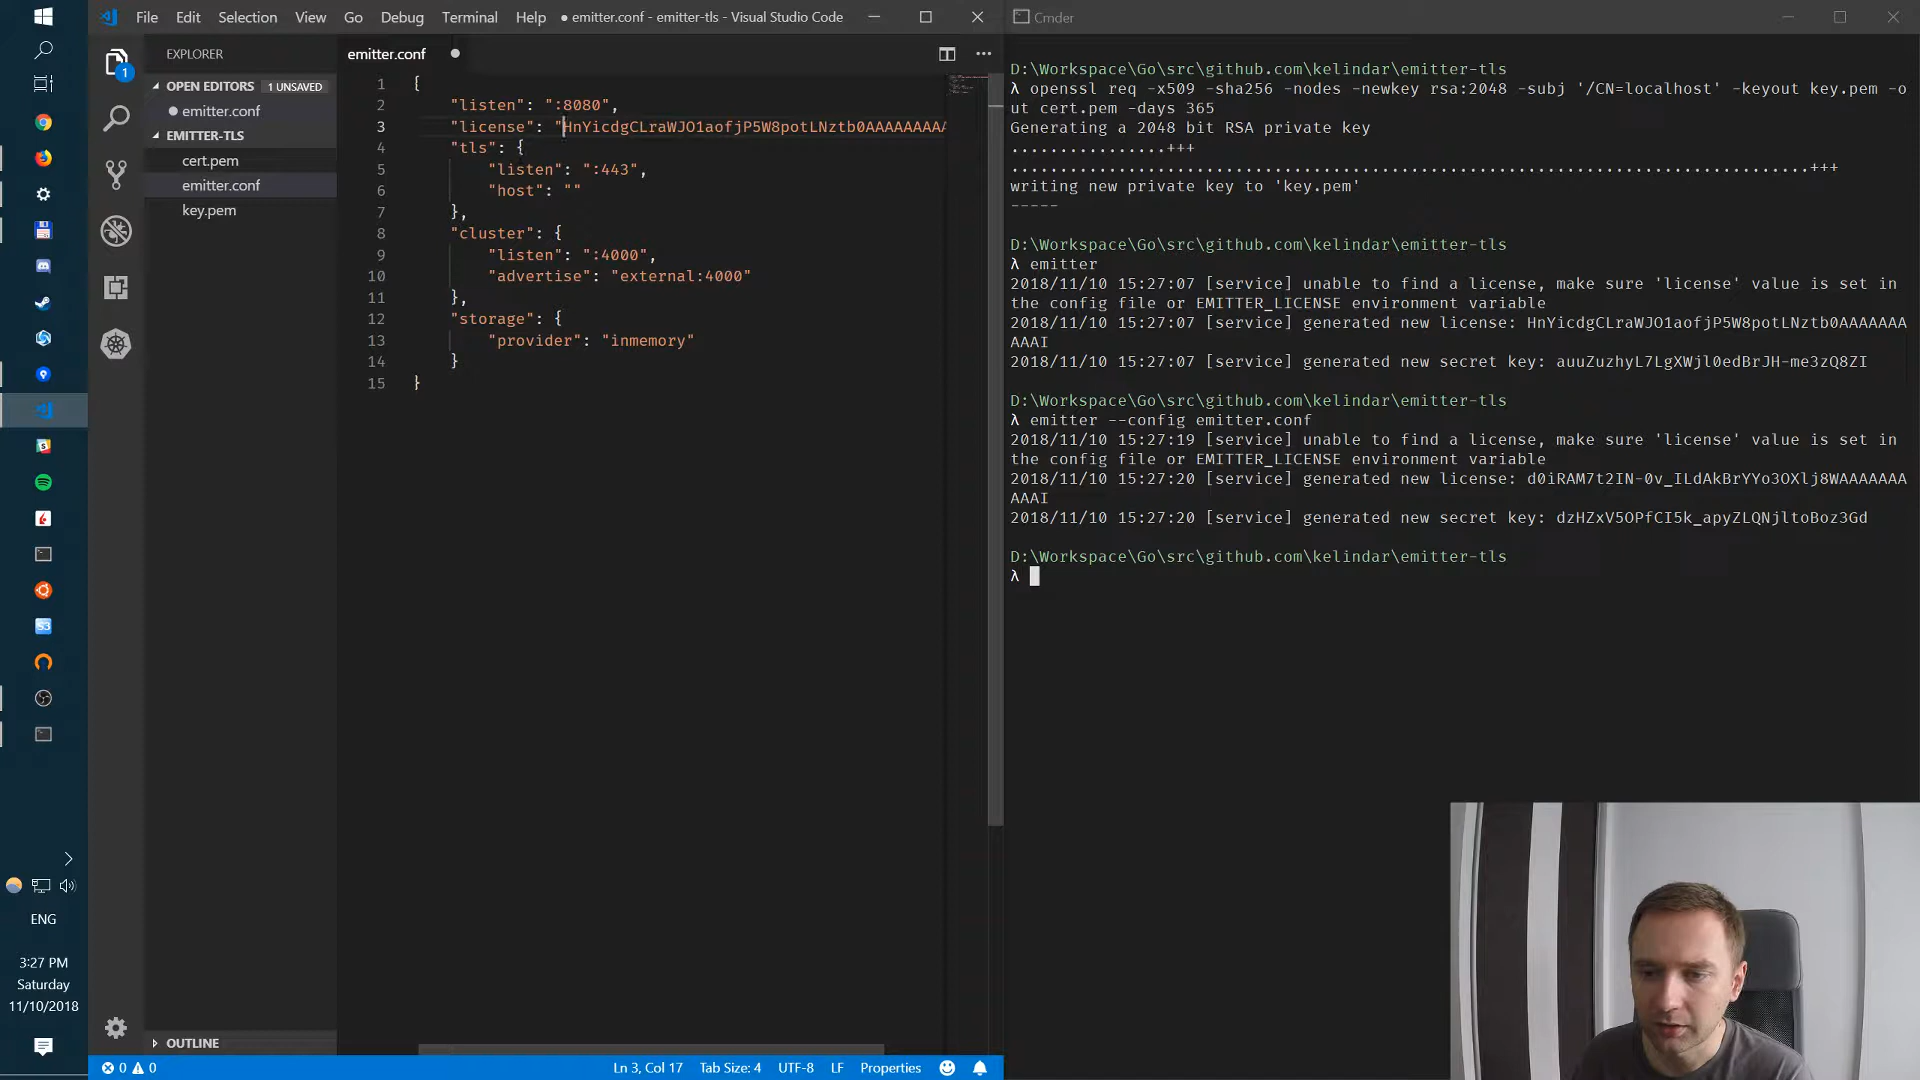 File Edit Selection View Go Debug Terminal Help ● emitter.conf - emitter-tls - Visual Studio Code
EXPLORER
OPEN EDITORS 1 UNSAVED
emitter.conf
EMITTER-TLS
cert.pem
emitter.conf
key.pem
OUTLINE
1
emitter.conf
1 {
2 "listen": ":8080",
3 "license": "HnYicdgCLraWJO1aofjP5W8potLNztb0AAAAAAAAA
4 "tls": {
5 "listen": ":443",
6 "host": ""
7 },
8 "cluster": {
9 "listen": ":4000",
10 "advertise": "external:4000"
11 },
12 "storage": {
13 "provider": "inmemory"
14 }
15 }
0 0 Ln 3, Col 17 Tab Size: 4 UTF-8 LF Properties
Cmder
D:\Workspace\Go\src\github.com\kelindar\emitter-tls
λ openssl req -x509 -sha256 -nodes -newkey rsa:2048 -subj '/CN=localhost' -keyout key.pem -o
ut cert.pem -days 365
Generating a 2048 bit RSA private key
................+++
..................................................................................+++
writing new private key to 'key.pem'
-----
D:\Workspace\Go\src\github.com\kelindar\emitter-tls
λ emitter
2018/11/10 15:27:07 [service] unable to find a license, make sure 'license' value is set in
the config file or EMITTER_LICENSE environment variable
2018/11/10 15:27:07 [service] generated new license: HnYicdgCLraWJO1aofjP5W8potLNztb0AAAAAAA
AAAI
2018/11/10 15:27:07 [service] generated new secret key: auuZuzhyL7LgXWjl0edBrJH-me3zQ8ZI
D:\Workspace\Go\src\github.com\kelindar\emitter-tls
λ emitter --config emitter.conf
2018/11/10 15:27:19 [service] unable to find a license, make sure 'license' value is set in
the config file or EMITTER_LICENSE environment variable
2018/11/10 15:27:20 [service] generated new license: d0iRAM7t2IN-0v_ILdAkBrYYo3OXlj8WAAAAAAA
AAAI
2018/11/10 15:27:20 [service] generated new secret key: dzHZxV5OPfCI5k_apyZLQNjltoBoz3Gd
D:\Workspace\Go\src\github.com\kelindar\emitter-tls
λ
ENG
3:27 PM
Saturday
11/10/2018